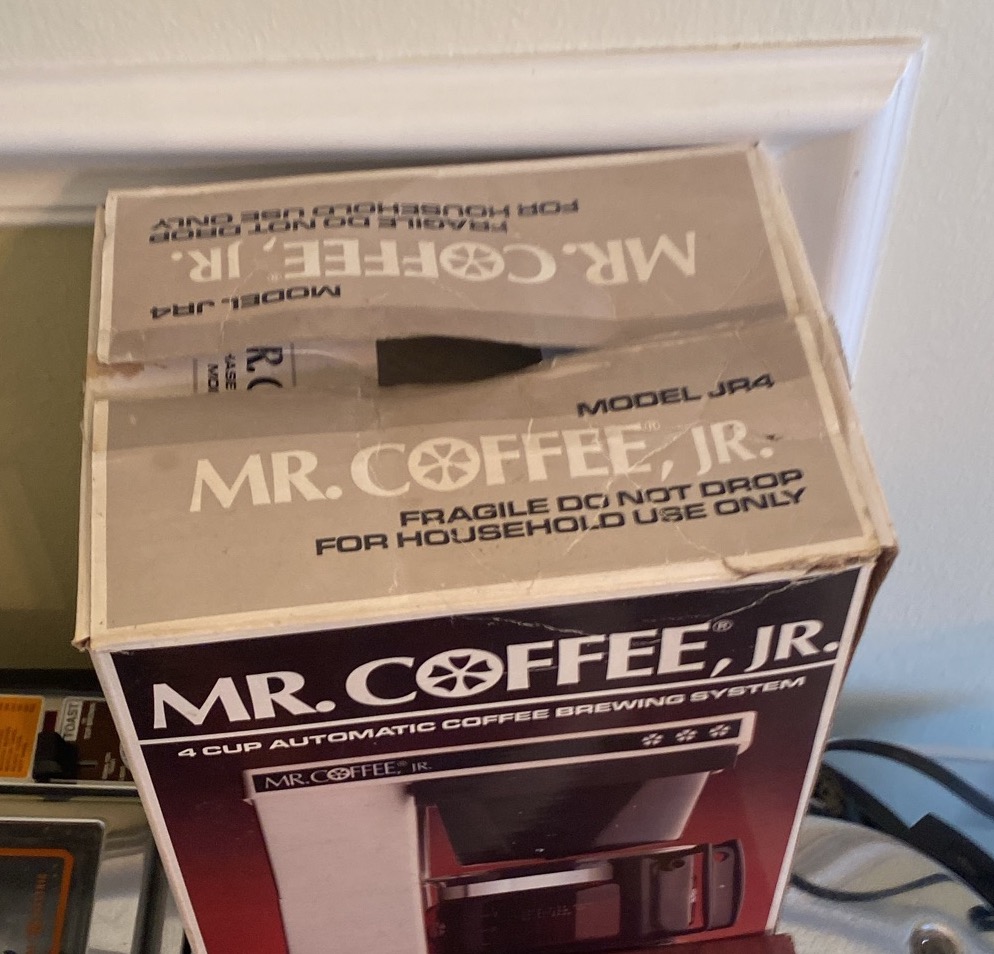 FRAGILE DO NOT DROP
FOR HOUSEHOLD USE ONLY
MR. COFFEE®, JR.
MODEL JR4
R. C
MODEL JR4
MR. COFFEE®, JR.
FRAGILE DO NOT DROP
FOR HOUSEHOLD USE ONLY
MR. COFFEE®, JR.
4 CUP AUTOMATIC COFFEE BREWING SYSTEM
MR. COFFEE®, JR.
TOAST